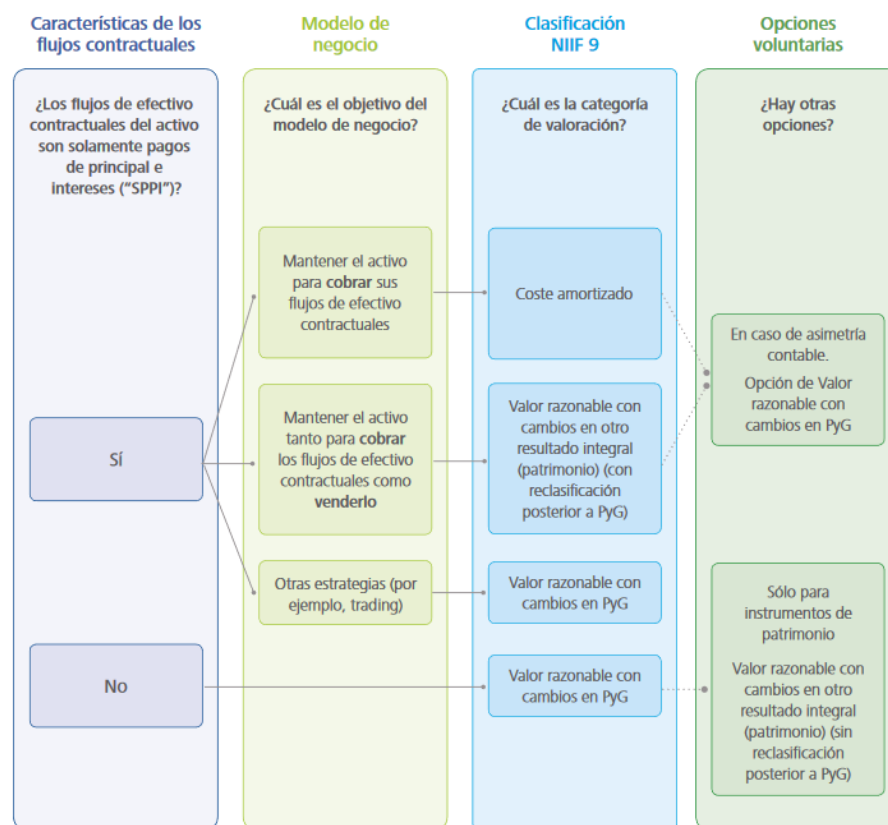 Características de los
flujos contractuales
Modelo de
negocio
Clasificación
NIIF 9
Opciones
voluntarias
¿Los flujos de efectivo
contractuales del activo
son solamente pagos
de principal e
intereses (“SPPI”)?
¿Cuál es el objetivo del
modelo de negocio?
¿Cuál es la categoría
de valoración?
¿Hay otras
opciones?
Sí
No
Mantener el activo
para cobrar sus
flujos de efectivo
contractuales
Mantener el activo
tanto para cobrar
los flujos de efectivo
contractuales como
venderlo
Otras estrategias (por
ejemplo, trading)
Coste amortizado
Valor razonable con
cambios en otro
resultado integral
(patrimonio) (con
reclasificación
posterior a PyG)
Valor razonable con
cambios en PyG
Valor razonable con
cambios en PyG
En caso de asimetría
contable.
Opción de Valor
razonable con
cambios en PyG
Sólo para
instrumentos de
patrimonio
Valor razonable con
cambios en otro
resultado integral
(patrimonio) (sin
reclasificación
posterior a PyG)